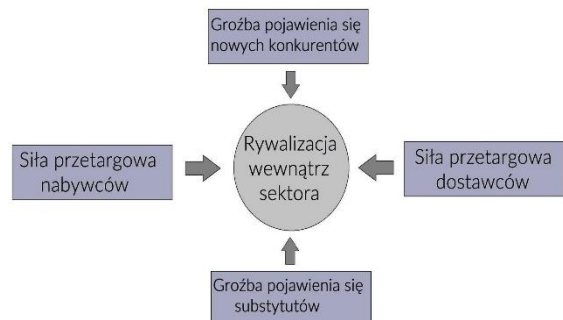 Groźba pojawienia się
nowych konkurentów
Siła przetargowa
nabywców
Rywalizacja
wewnątrz
sektora
Siła przetargowa
dostawców
Groźba pojawienia się
substytutów